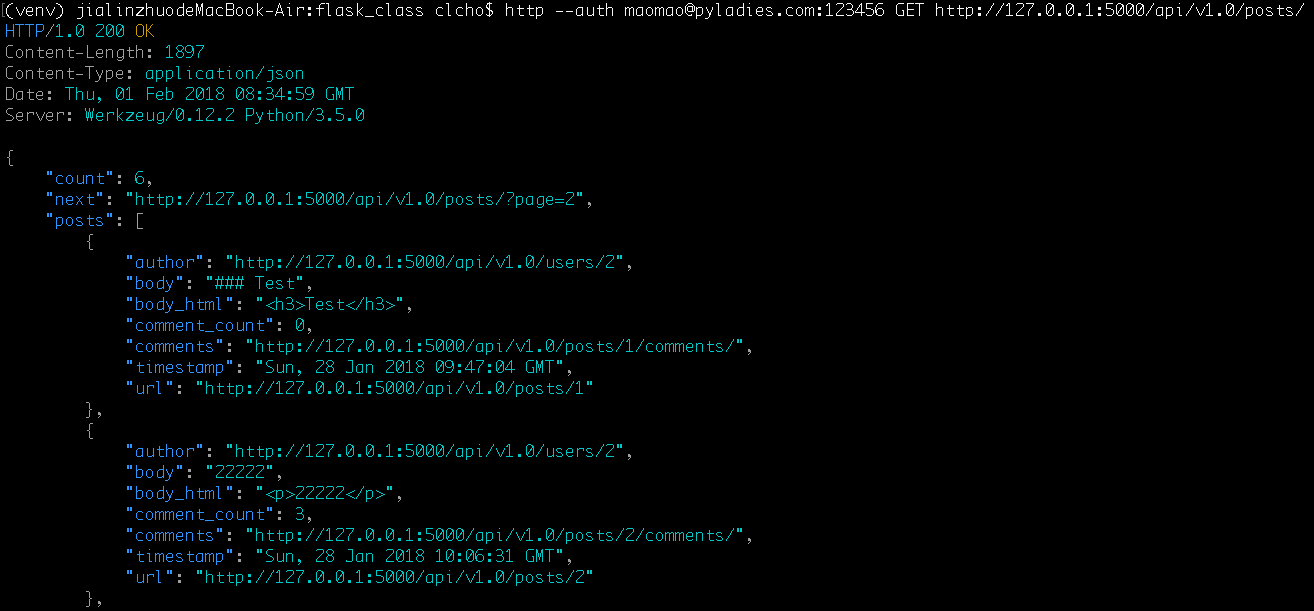 (venv) jialinzhuodeMacBook-Air:flask_class clcho$ http --auth maomao@pyladies.com:123456 GET http://127.0.0.1:5000/api/v1.0/posts/
HTTP/1.0 200 OK
Content-Length: 1897
Content-Type: application/json
Date: Thu, 01 Feb 2018 08:34:59 GMT
Server: Werkzeug/0.12.2 Python/3.5.0

{
    "count": 6,
    "next": "http://127.0.0.1:5000/api/v1.0/posts/?page=2",
    "posts": [
        {
            "author": "http://127.0.0.1:5000/api/v1.0/users/2",
            "body": "### Test",
            "body_html": "<h3>Test</h3>",
            "comment_count": 0,
            "comments": "http://127.0.0.1:5000/api/v1.0/posts/1/comments/",
            "timestamp": "Sun, 28 Jan 2018 09:47:04 GMT",
            "url": "http://127.0.0.1:5000/api/v1.0/posts/1"
        },
        {
            "author": "http://127.0.0.1:5000/api/v1.0/users/2",
            "body": "22222",
            "body_html": "<p>22222</p>",
            "comment_count": 3,
            "comments": "http://127.0.0.1:5000/api/v1.0/posts/2/comments/",
            "timestamp": "Sun, 28 Jan 2018 10:06:31 GMT",
            "url": "http://127.0.0.1:5000/api/v1.0/posts/2"
        },